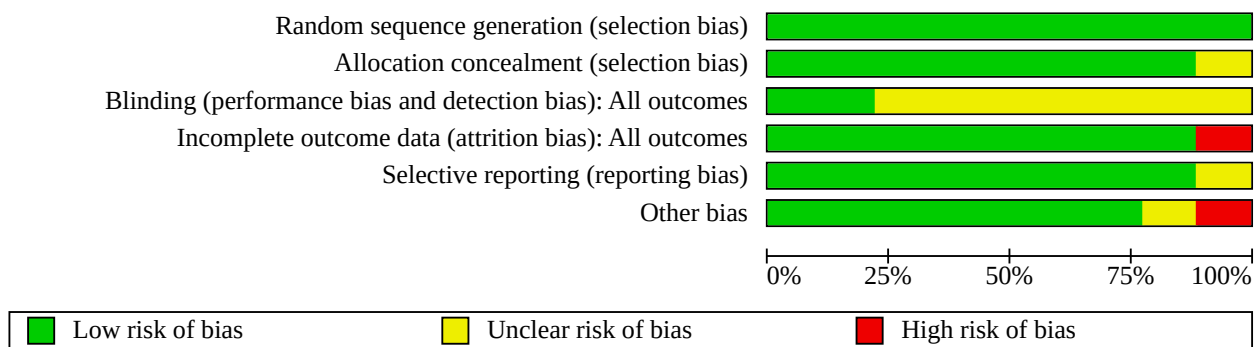 Random sequence generation (selection bias)
Allocation concealment (selection bias)
Blinding (performance bias and detection bias): All outcomes
Incomplete outcome data (attrition bias): All outcomes
Selective reporting (reporting bias)
Other bias
0% 25% 50% 75% 100%
Low risk of bias Unclear risk of bias High risk of bias